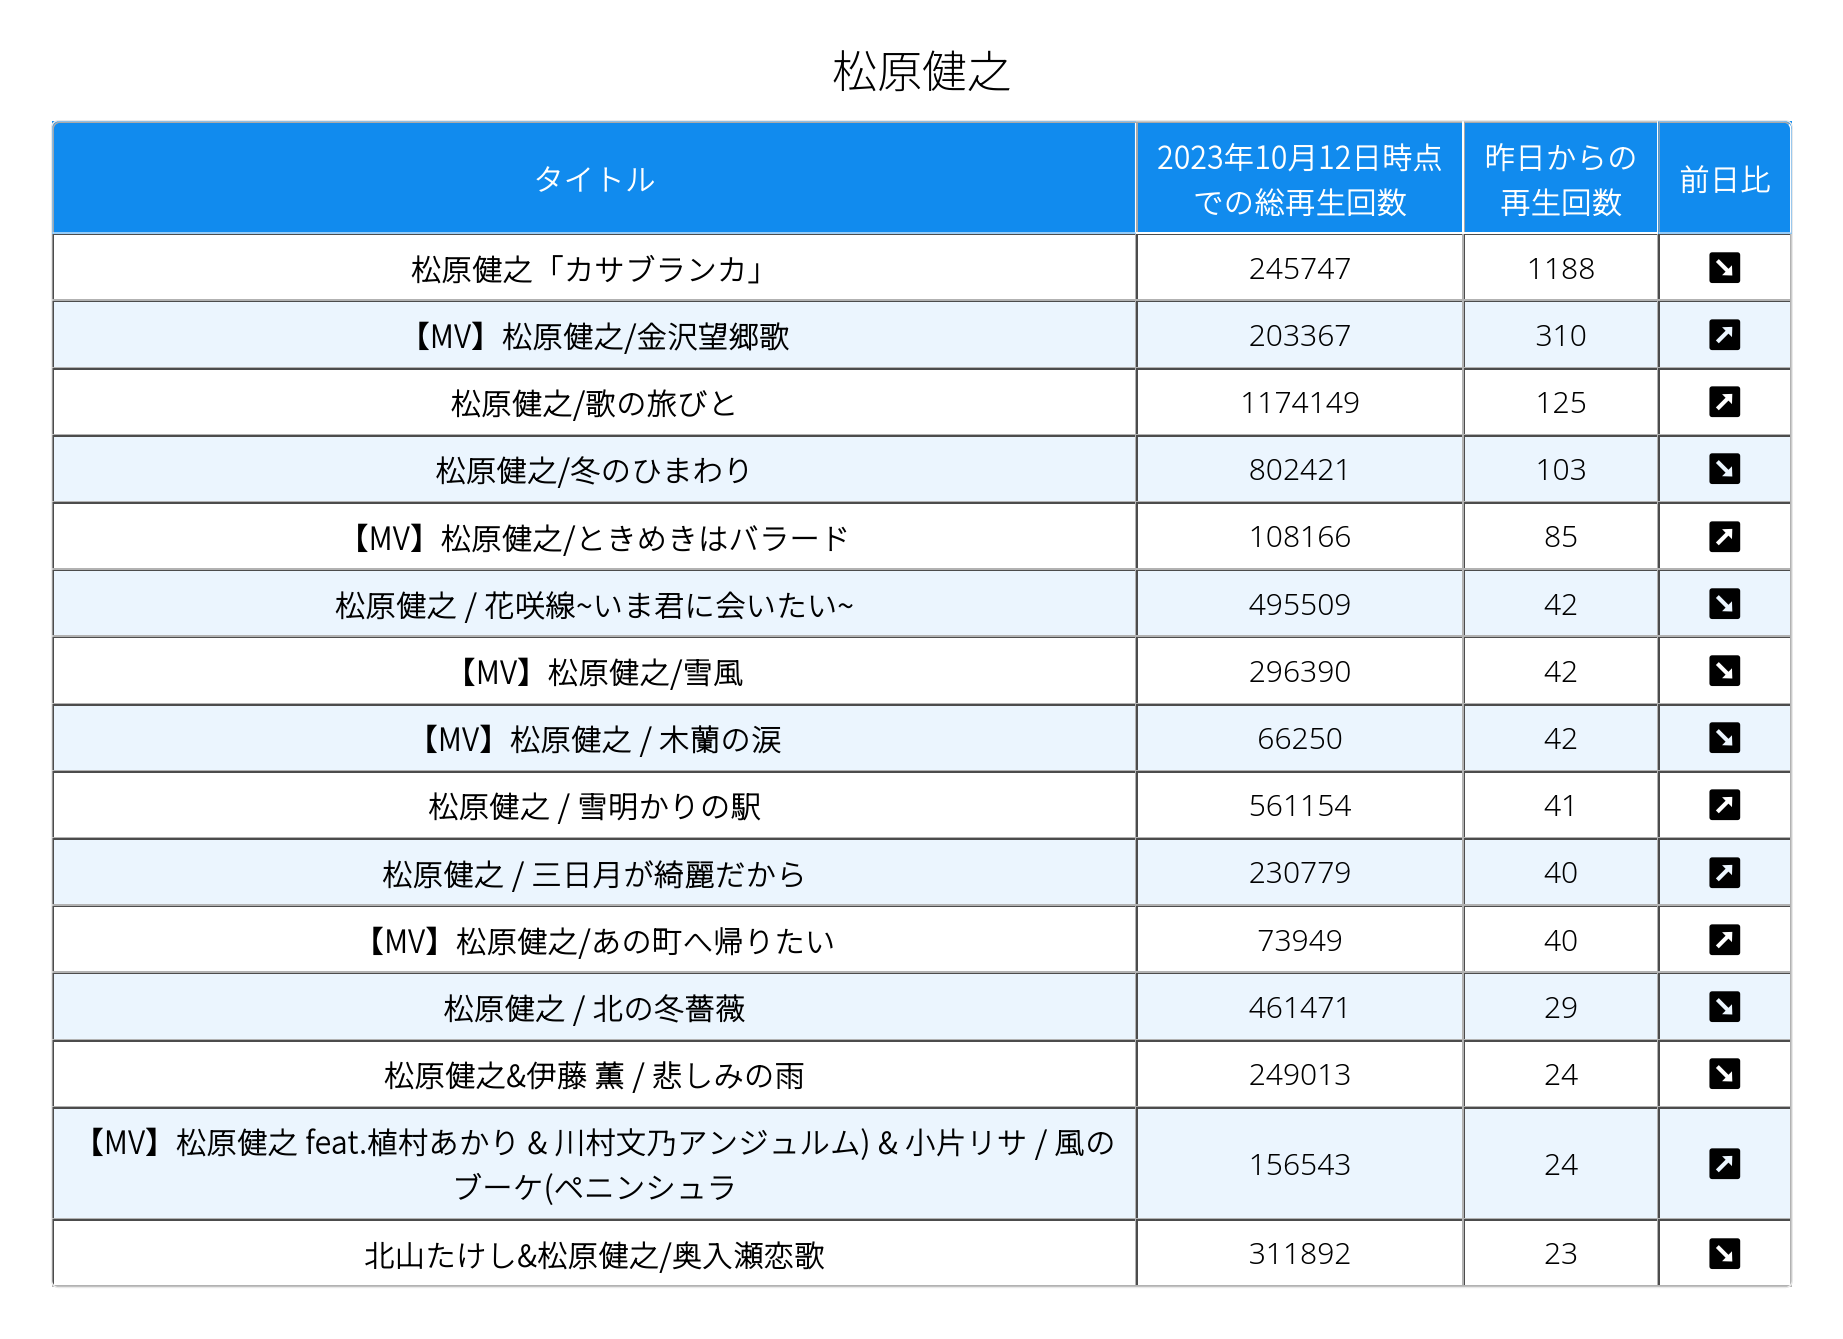 松原健之
タイトル 2023年10月12日時点での総再生回数 昨日からの再生回数 前日比
松原健之「カサブランカ」 245747 1188 ↘
【MV】松原健之/金沢望郷歌 203367 310 ↗
松原健之/歌の旅びと 1174149 125 ↗
松原健之/冬のひまわり 802421 103 ↘
【MV】松原健之/ときめきはバラード 108166 85 ↗
松原健之 / 花咲線~いま君に会いたい~ 495509 42 ↘
【MV】松原健之/雪風 296390 42 ↘
【MV】松原健之 / 木蘭の涙 66250 42 ↘
松原健之 / 雪明かりの駅 561154 41 ↗
松原健之 / 三日月が綺麗だから 230779 40 ↗
【MV】松原健之/あの町へ帰りたい 73949 40 ↗
松原健之 / 北の冬薔薇 461471 29 ↘
松原健之&伊藤 薫 / 悲しみの雨 249013 24 ↘
【MV】松原健之 feat.植村あかり & 川村文乃アンジュルム) & 小片リサ / 風の
ブーケ(ペニンシュラ 156543 24 ↗
北山たけし&松原健之/奥入瀬恋歌 311892 23 ↘